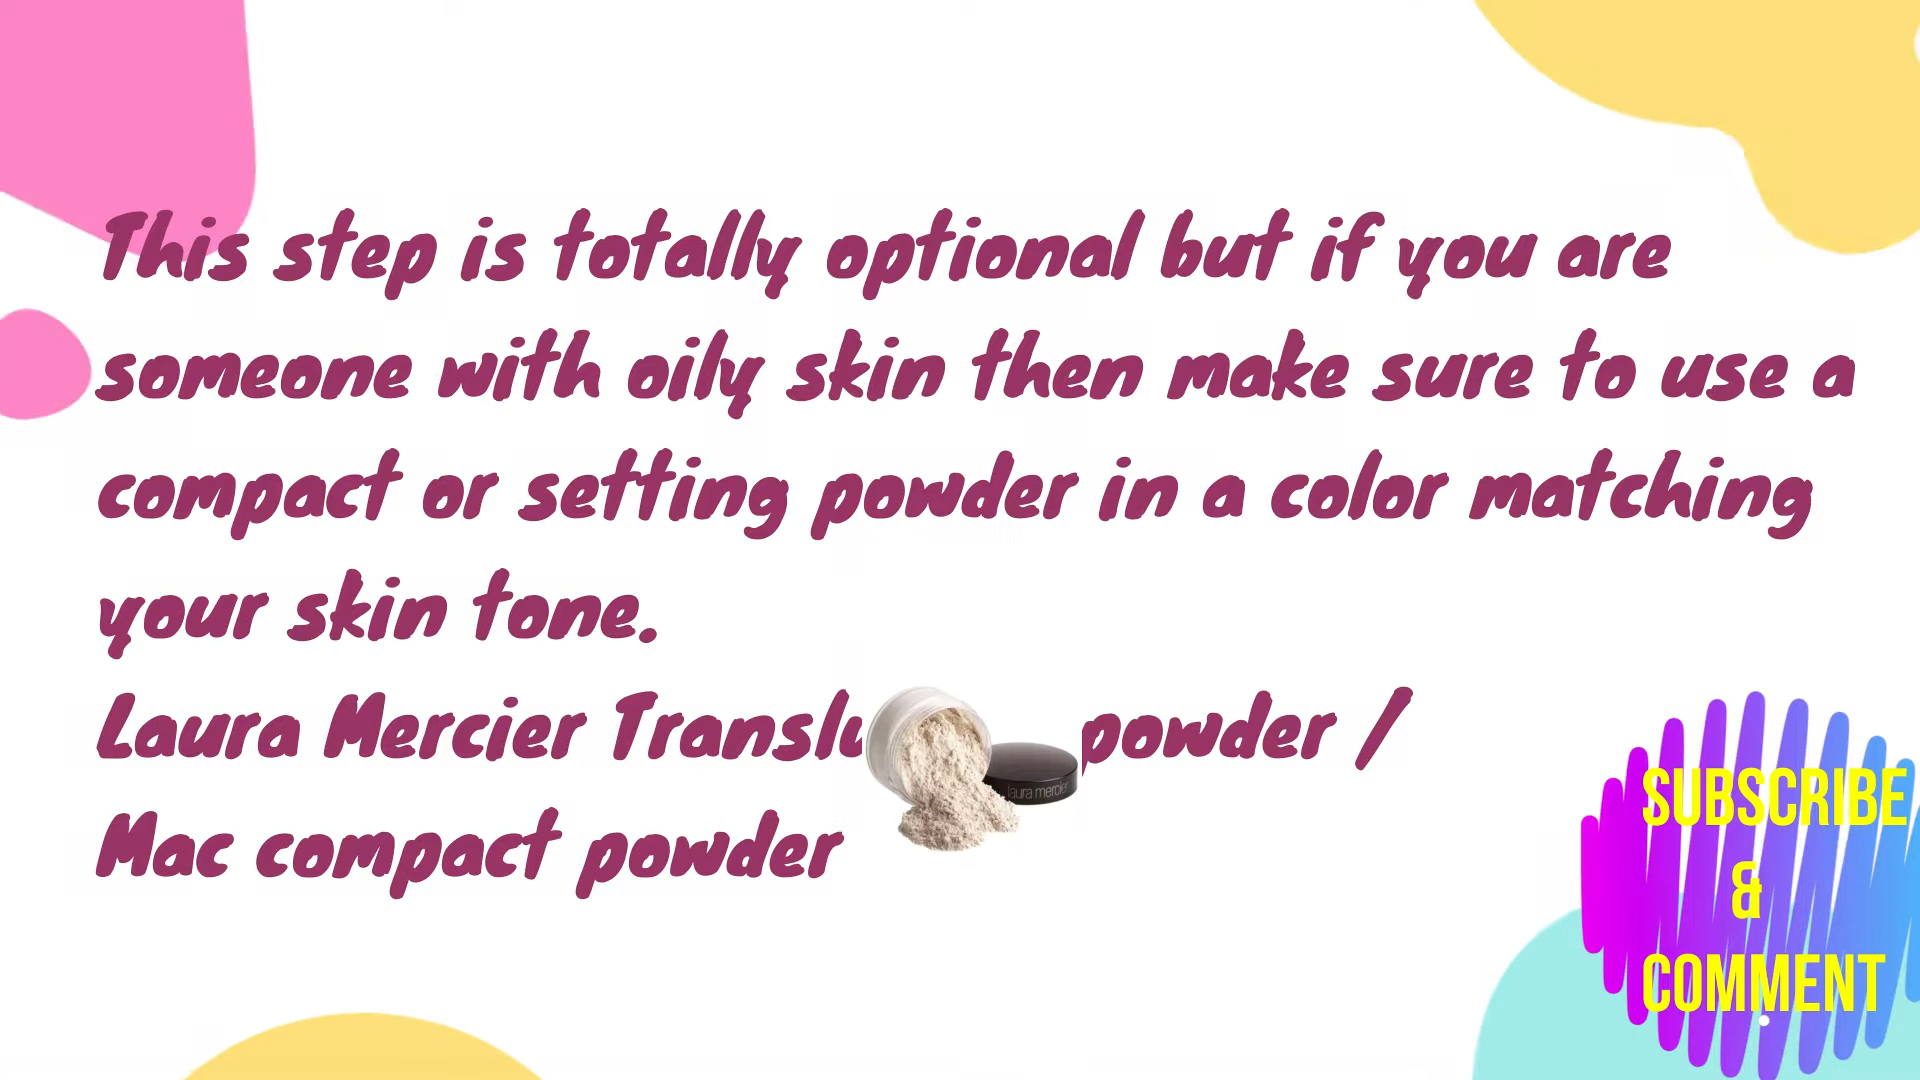 This step is totally optional but if you are
someone with oily skin then make sure to use a
compact or setting powder in a color matching
your skin tone.
Laura Mercier powder /
Mac compact powder
laura mercier
SUBSCRIBE
&
COMMENT